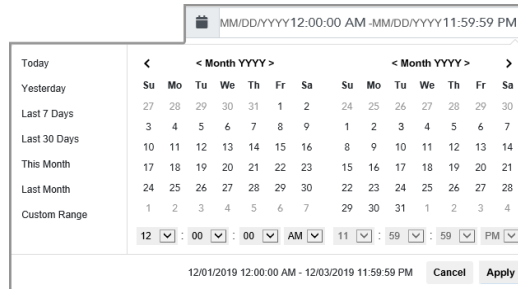 MM/DD/YYYY12:00:00 AM -MM/DD/YYYY11:59:59 PM
Today
Yesterday
Last 7 Days
Last 30 Days
This Month
Last Month
Custom Range
< < Month YYYY >
Su Mo Tu We Th Fr Sa
27 28 29 30 31 1 2
3 4 5 6 7 8 9
10 11 12 13 14 15 16
17 18 19 20 21 22 23
24 25 26 27 28 29 30
1 2 3 4 5 6 7
12 : 00 : 00 AM
< Month YYYY > >
Su Mo Tu We Th Fr Sa
24 25 26 27 28 29 30
1 2 3 4 5 6 7
8 9 10 11 12 13 14
15 16 17 18 19 20 21
22 23 24 25 26 27 28
29 30 31 1 2 3 4
11 : 59 : 59 PM
12/01/2019 12:00:00 AM - 12/03/2019 11:59:59 PM Cancel Apply